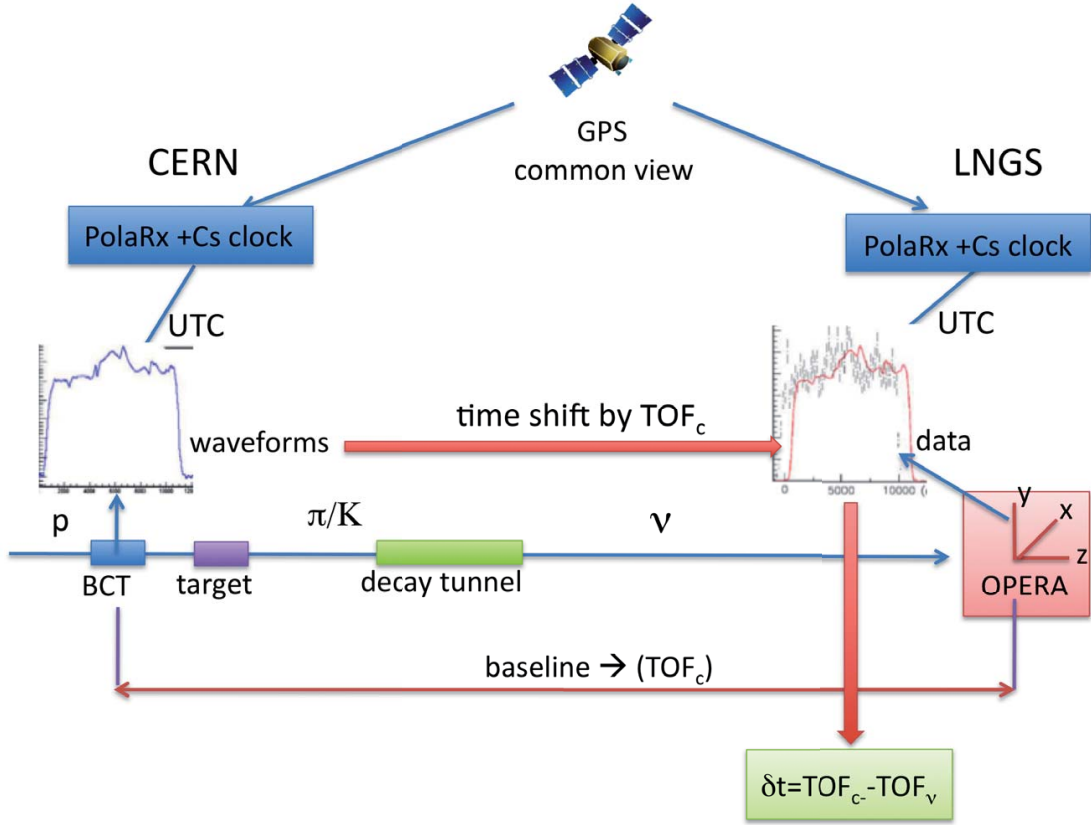 GPS
common view
CERN
LNGS
PolaRx +Cs clock
PolaRx +Cs clock
UTC
UTC
waveforms
time shift by TOFc
data
0
5000
10000
p
π/K
ν
y
x
z
BCT
target
decay tunnel
OPERA
baseline → (TOFc)
δt=TOFc--TOFν